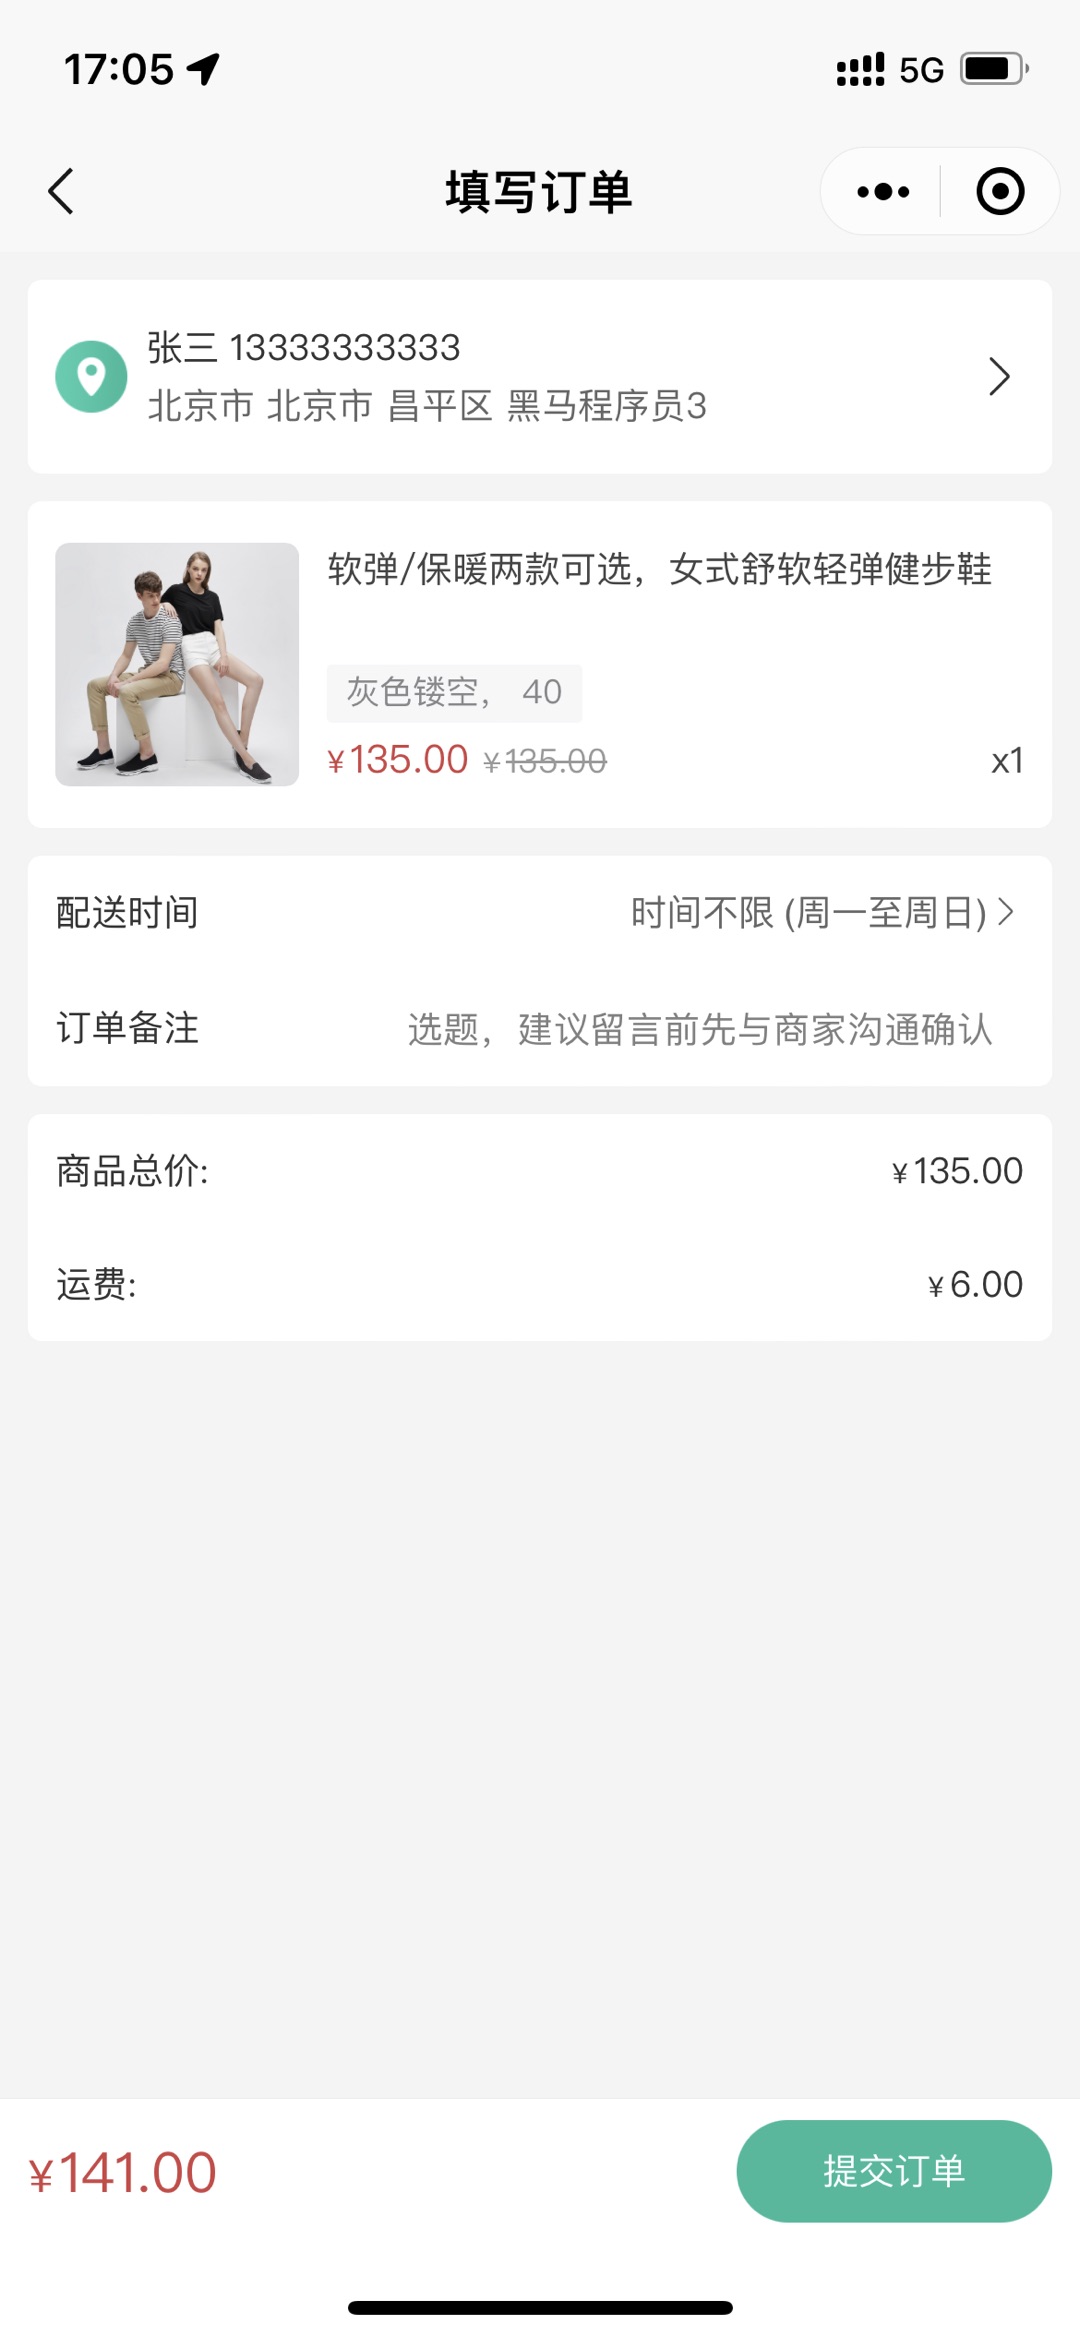 17:05 5G
填写订单
张三 13333333333
北京市 北京市 昌平区 黑马程序员3
软弹/保暖两款可选，女式舒软轻弹健步鞋
灰色镂空， 40
¥135.00 ¥135.00 x1
配送时间 时间不限 (周一至周日)
订单备注 选题，建议留言前先与商家沟通确认
商品总价: ¥135.00
运费: ¥6.00
¥141.00 提交订单